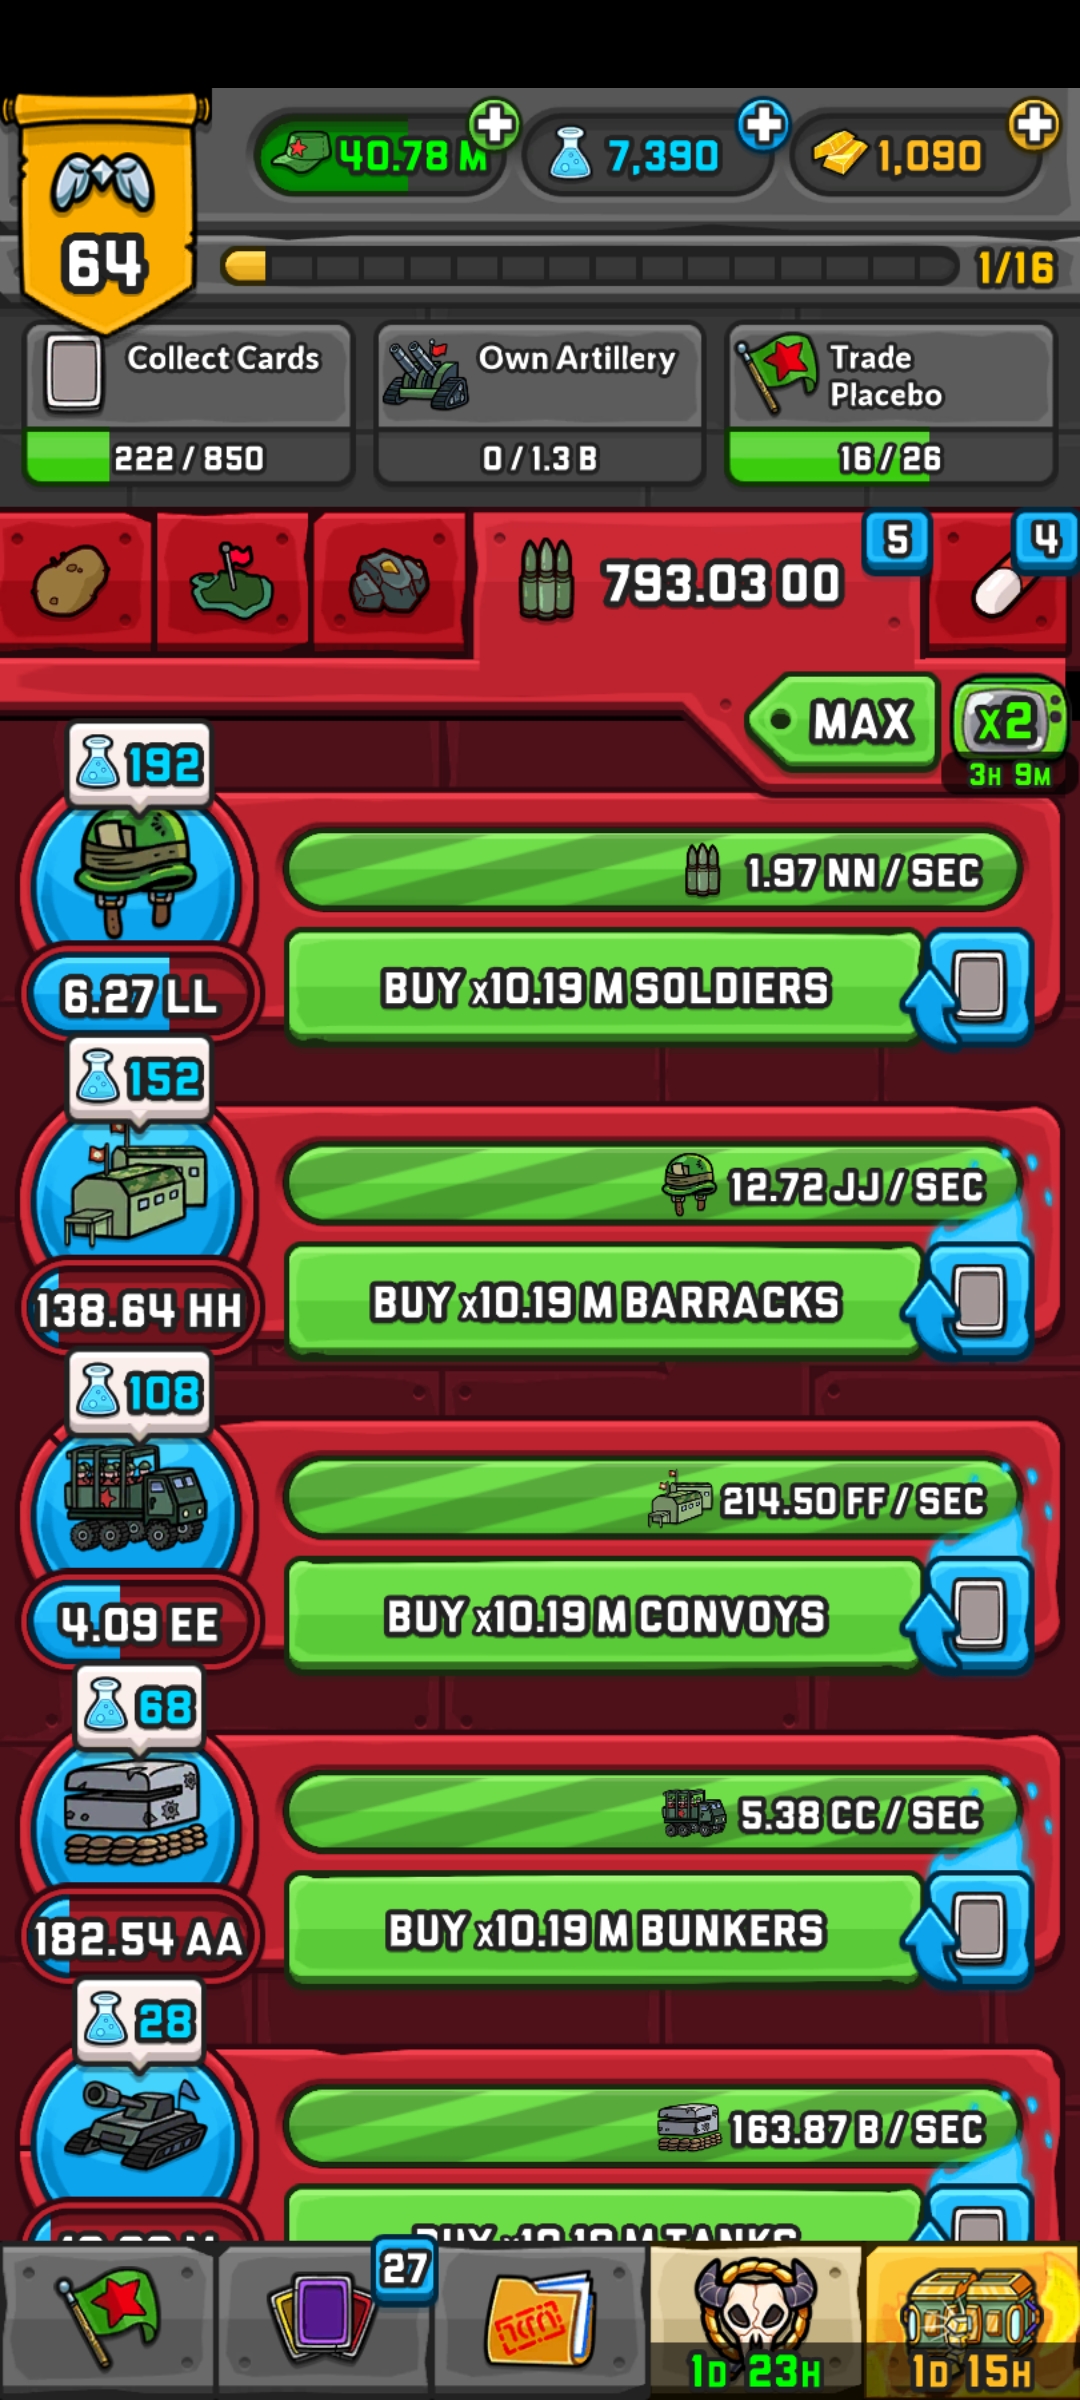 40.78 M
7,390
1,090
64
1/16
Collect Cards
222 / 850
Own Artillery
0 / 1.3 B
Trade
Placebo
16 / 26
793.03 OO
5
4
MAX
x2
3H 9M
192
1.97 NN / SEC
6.27 LL
BUY x10.19 M SOLDIERS
152
12.72 JJ / SEC
138.64 HH
BUY x10.19 M BARRACKS
108
214.50 FF / SEC
4.09 EE
BUY x10.19 M CONVOYS
68
5.38 CC / SEC
182.54 AA
BUY x10.19 M BUNKERS
28
163.87 B / SEC
BUY x10.19 M TANKS
27
1D 23H
1D 15H